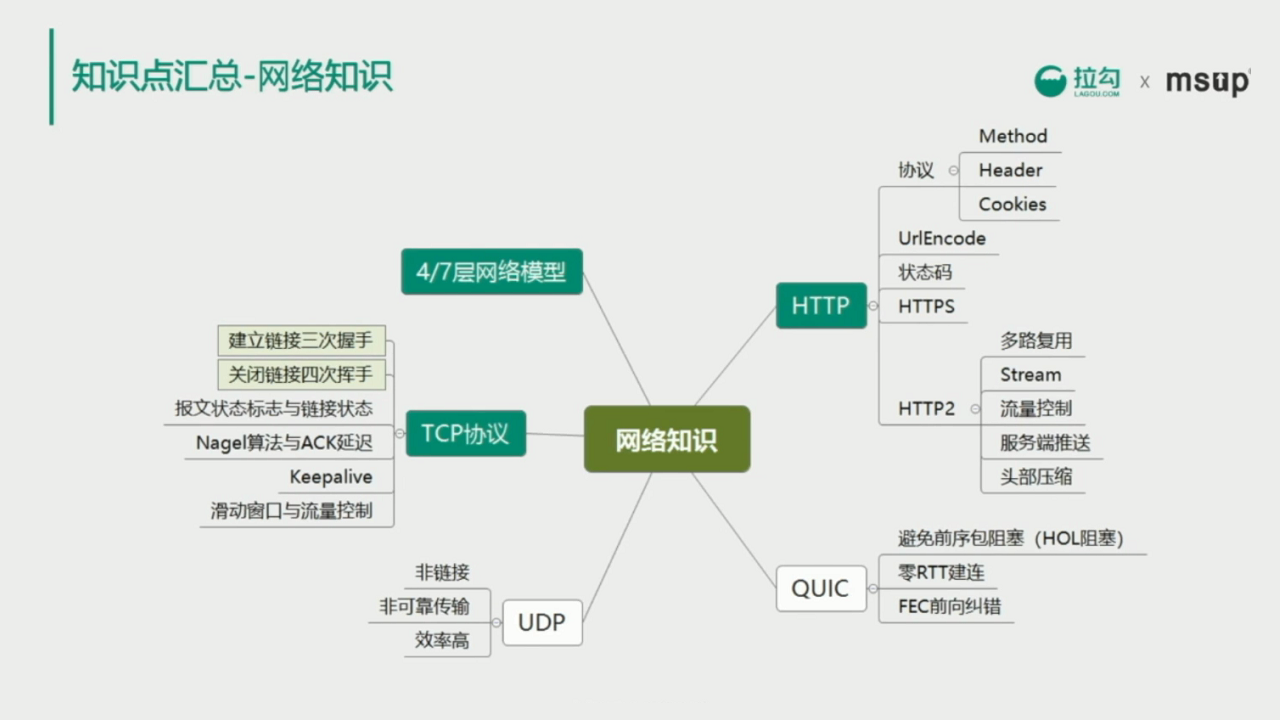 知识点汇总-网络知识
拉勾
LAGOU.COM
x
msup
4/7层网络模型
建立链接三次握手
关闭链接四次挥手
报文状态标志与链接状态
Nagel算法与ACK延迟
Keepalive
滑动窗口与流量控制
TCP协议
非链接
非可靠传输
效率高
UDP
网络知识
HTTP
协议
Method
Header
Cookies
UrlEncode
状态码
HTTPS
HTTP2
多路复用
Stream
流量控制
服务端推送
头部压缩
QUIC
避免前序包阻塞（HOL阻塞）
零RTT建连
FEC前向纠错